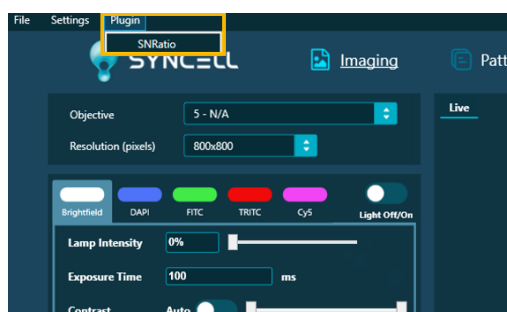 File Settings Plugin
SNRatio
SYNCELL Imaging Patt
Objective 5 - N/A Live
Resolution (pixels) 800x800
Brightfield DAPI FITC TRITC Cy5 Light Off/On
Lamp Intensity 0%
Exposure Time 100 ms
Contrast Auto